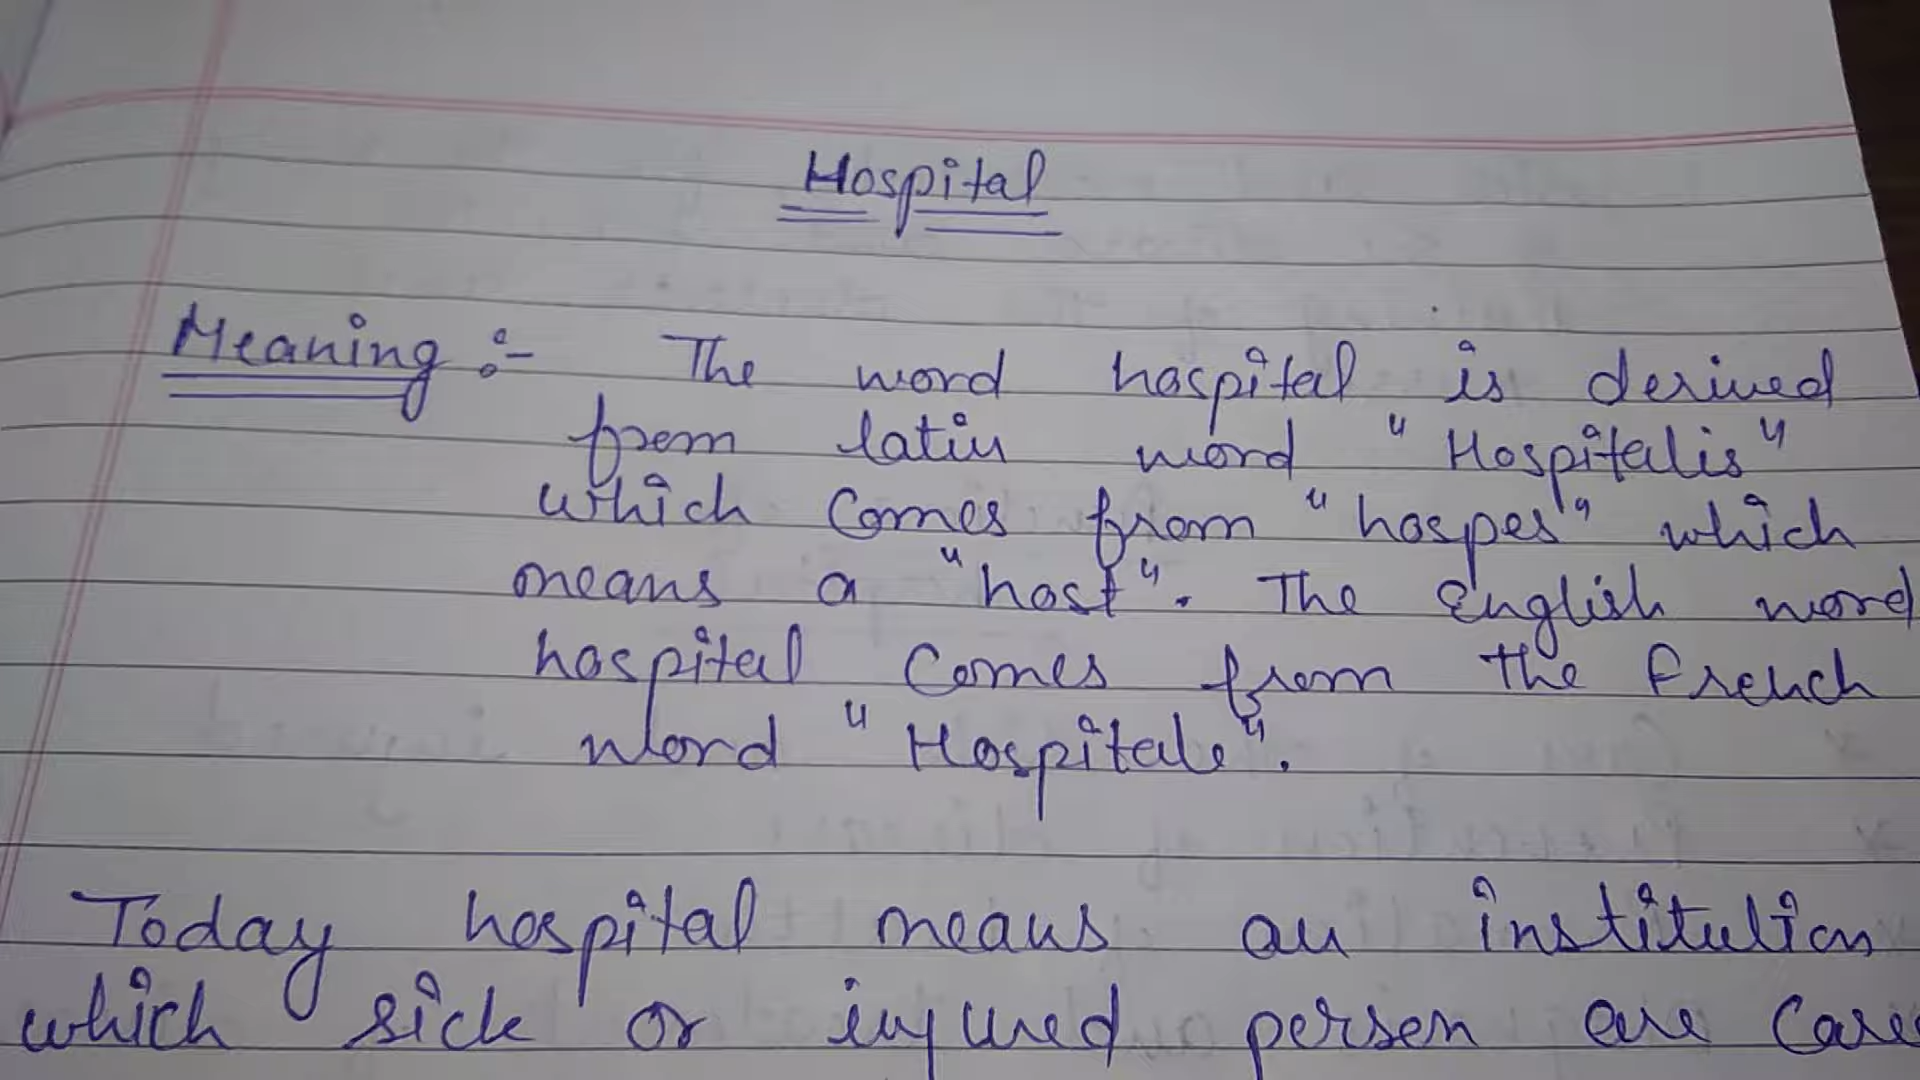 Hospital
Meaning :- The word hospital is derived
from latin word "Hospitalis"
which comes from "hospes" which
means a "host". The English word
hospital comes from the French
word "Hospitale".
Today hospital means an institution
which sick or injured person are